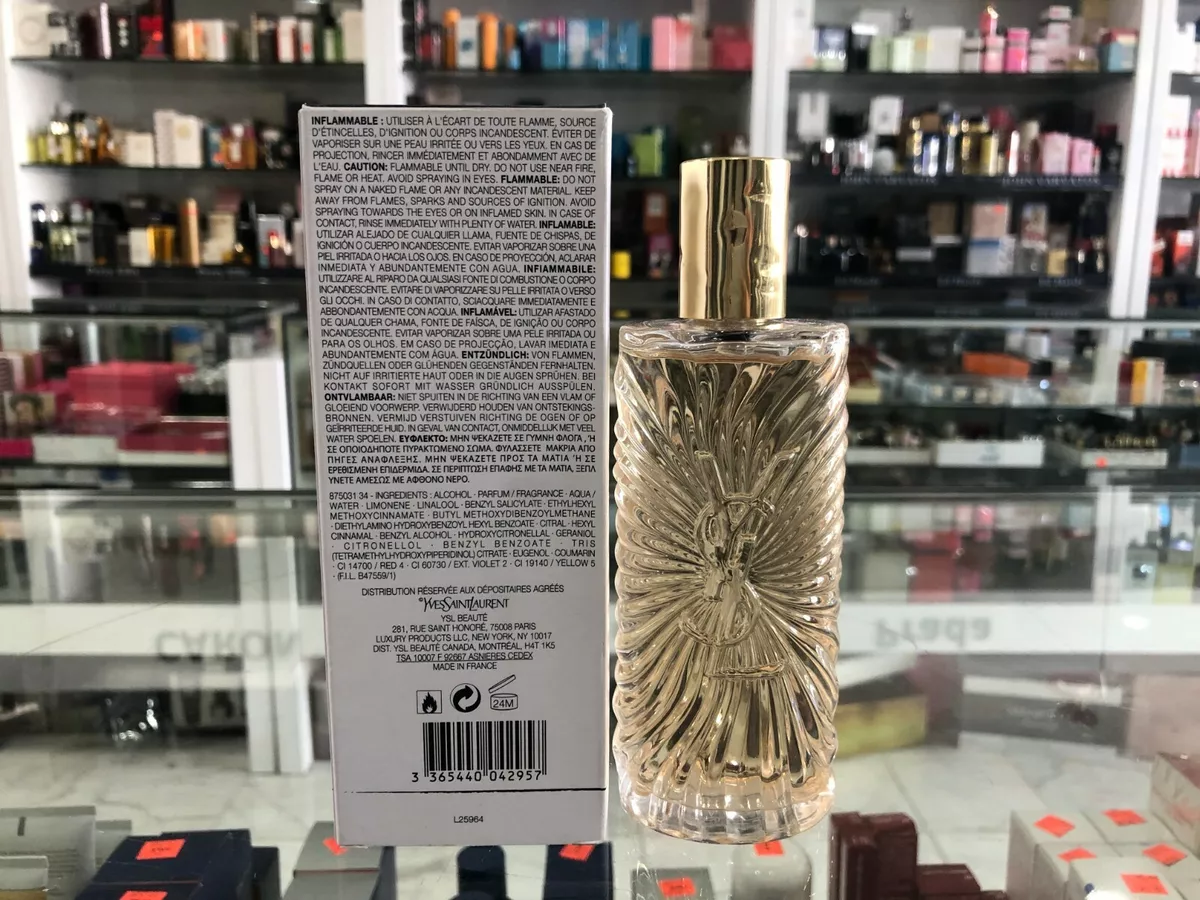 INFLAMMABLE : UTILISER À L'ÉCART DE TOUTE FLAMME, SOURCE
D'ÉTINCELLES, D'IGNITION OU CORPS INCANDESCENT. ÉVITER DE
VAPORISER SUR UNE PEAU IRRITÉE OU VERS LES YEUX. EN CAS DE
PROJECTION, RINCER IMMÉDIATEMENT ET ABONDAMMENT AVEC DE
L'EAU. CAUTION: FLAMMABLE UNTIL DRY. DO NOT USE NEAR FIRE,
FLAME OR HEAT. AVOID SPRAYING IN EYES. FLAMMABLE: DO NOT
SPRAY ON A NAKED FLAME OR ANY INCANDESCENT MATERIAL. KEEP
AWAY FROM FLAMES, SPARKS AND SOURCES OF IGNITION. AVOID
SPRAYING TOWARDS THE EYES OR ON INFLAMED SKIN. IN CASE OF
CONTACT, RINSE IMMEDIATELY WITH PLENTY OF WATER. INFLAMABLE:
UTILIZAR ALEJADO DE CUALQUIER LLAMA, FUENTE DE CHISPAS, DE
IGNICIÓN O CUERPO INCANDESCENTE. EVITAR VAPORIZAR SOBRE UNA
PIEL IRRITADA O HACIA LOS OJOS. EN CASO DE PROYECCIÓN, ACLARAR
INMEDIATA Y ABUNDANTEMENTE CON AGUA. INFIAMMABILE:
UTILIZZARE AL RIPARO DA QUALSIASI FONTE DI COMBUSTIONE O CORPO
INCANDESCENTE. EVITARE DI VAPORIZZARE SU PELLE IRRITATA O VERSO
GLI OCCHI. IN CASO DI CONTATTO, SCIACQUARE IMMEDIATAMENTE E
ABBONDANTEMENTE CON ACQUA. INFLAMÁVEL: UTILIZAR AFASTADO
DE QUALQUER CHAMA, FONTE DE FAÍSCA, DE IGNIÇÃO OU CORPO
INCANDESCENTE. EVITAR VAPORIZAR SOBRE UMA PELE IRRITADA OU
PARA OS OLHOS. EM CASO DE PROJECÇÃO, LAVAR IMEDIATA E
ABUNDANTEMENTE COM ÁGUA. ENTZÜNDLICH: VON FLAMMEN,
ZÜNDQUELLEN ODER GLÜHENDEN GEGENSTÄNDEN FERNHALTEN.
NICHT AUF IRRITIERTE HAUT ODER IN DIE AUGEN SPRÜHEN. BEI
KONTAKT SOFORT MIT WASSER GRÜNDLICH AUSSPÜLEN.
ONTVLAMBAAR: NIET SPUITEN IN DE RICHTING VAN EEN VLAM OF
GLOEIEND VOORWERP. VERWIJDERD HOUDEN VAN ONTSTEKINGS-
BRONNEN. VERMIJD VERSTUIVEN RICHTING DE OGEN OF OP
GEÏRRITEERDE HUID. IN GEVAL VAN CONTACT, ONMIDDELLIJK MET VEEL
WATER SPOELEN. ΕΥΦΛΕΚΤΟ: ΜΗΝ ΨΕΚΑΖΕΤΕ ΣΕ ΓΥΜΝΗ ΦΛΟΓΑ , Ή
ΣΕ ΟΠΟΙΟΔΗΠΟΤΕ ΠΥΡΑΚΤΩΜΕΝΟ ΣΩΜΑ. ΦΥΛΑΣΣΕΤΕ ΜΑΚΡΙΑ ΑΠΟ
ΠΗΓΕΣ ΑΝΑΦΛΕΞΗΣ. ΜΗΝ ΨΕΚΑΖΕΤΕ ΠΡΟΣ ΤΑ ΜΑΤΙΑ Ή ΣΕ
ΕΡΕΘΙΣΜΕΝΗ ΕΠΙΔΕΡΜΙΔΑ. ΣΕ ΠΕΡΙΠΤΩΣΗ ΕΠΑΦΗΣ ΜΕ ΤΑ ΜΑΤΙΑ, ΞΕΠΛ
ΥΝΕΤΕ ΑΜΕΣΩΣ ΜΕ ΑΦΘΟΝΟ ΝΕΡΟ.
875031 34 - INGREDIENTS : ALCOHOL · PARFUM / FRAGRANCE · AQUA /
WATER · LIMONENE · LINALOOL · BENZYL SALICYLATE · ETHYLHEXYL
METHOXYCINNAMATE · BUTYL METHOXYDIBENZOYLMETHANE
· DIETHYLAMINO HYDROXYBENZOYL HEXYL BENZOATE · CITRAL · HEXYL
CINNAMAL · BENZYL ALCOHOL · HYDROXYCITRONELLAL · GERANIOL
· CITRONELLOL · BENZYL BENZOATE · TRIS
(TETRAMETHYLHYDROXYPIPERIDINOL) CITRATE · EUGENOL · COUMARIN
· CI 14700 / RED 4 · CI 60730 / EXT. VIOLET 2 · CI 19140 / YELLOW 5
· (F.I.L. B47559/1)
DISTRIBUTION RÉSERVÉE AUX DÉPOSITAIRES AGRÉÉS
YVESSAINTLAURENT
YSL BEAUTÉ
281, RUE SAINT HONORÉ, 75008 PARIS
LUXURY PRODUCTS LLC, NEW YORK, NY 10017
DIST. YSL BEAUTÉ CANADA, MONTRÉAL, H4T 1K5
TSA 10007 F 92667 ASNIERES CEDEX
MADE IN FRANCE
24M
3 365440 042957
L25964
CARON
Prada